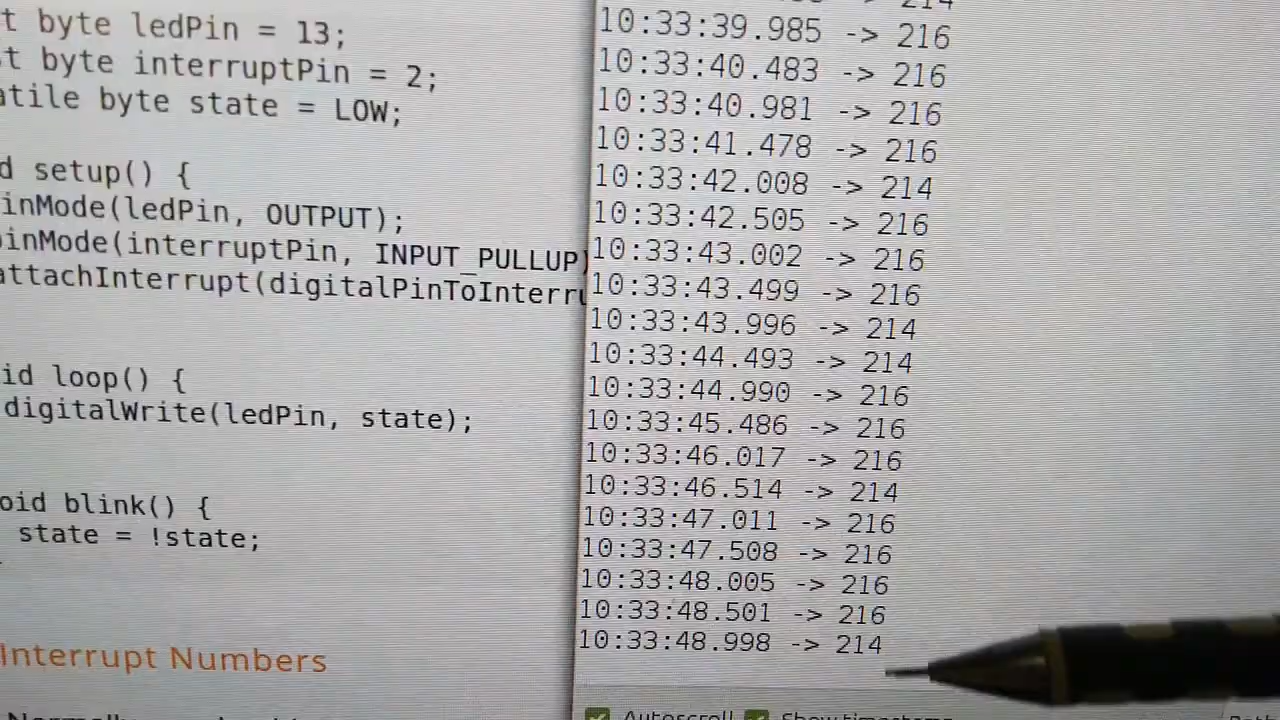 t byte ledPin = 13;
t byte interruptPin = 2;
atile byte state = LOW;
d setup() {
inMode(ledPin, OUTPUT);
pinMode(interruptPin, INPUT_PULLUP)
attachInterrupt(digitalPinToInterru
id loop() {
digitalWrite(ledPin, state);
oid blink() {
state = !state;
Interrupt Numbers
214
10:33:39.985 -> 216
10:33:40.483 -> 216
10:33:40.981 -> 216
10:33:41.478 -> 216
10:33:42.008 -> 214
10:33:42.505 -> 216
10:33:43.002 -> 216
10:33:43.499 -> 216
10:33:43.996 -> 214
10:33:44.493 -> 214
10:33:44.990 -> 216
10:33:45.486 -> 216
10:33:46.017 -> 216
10:33:46.514 -> 214
10:33:47.011 -> 216
10:33:47.508 -> 216
10:33:48.005 -> 216
10:33:48.501 -> 216
10:33:48.998 -> 214
Autoscroll Show timestamp